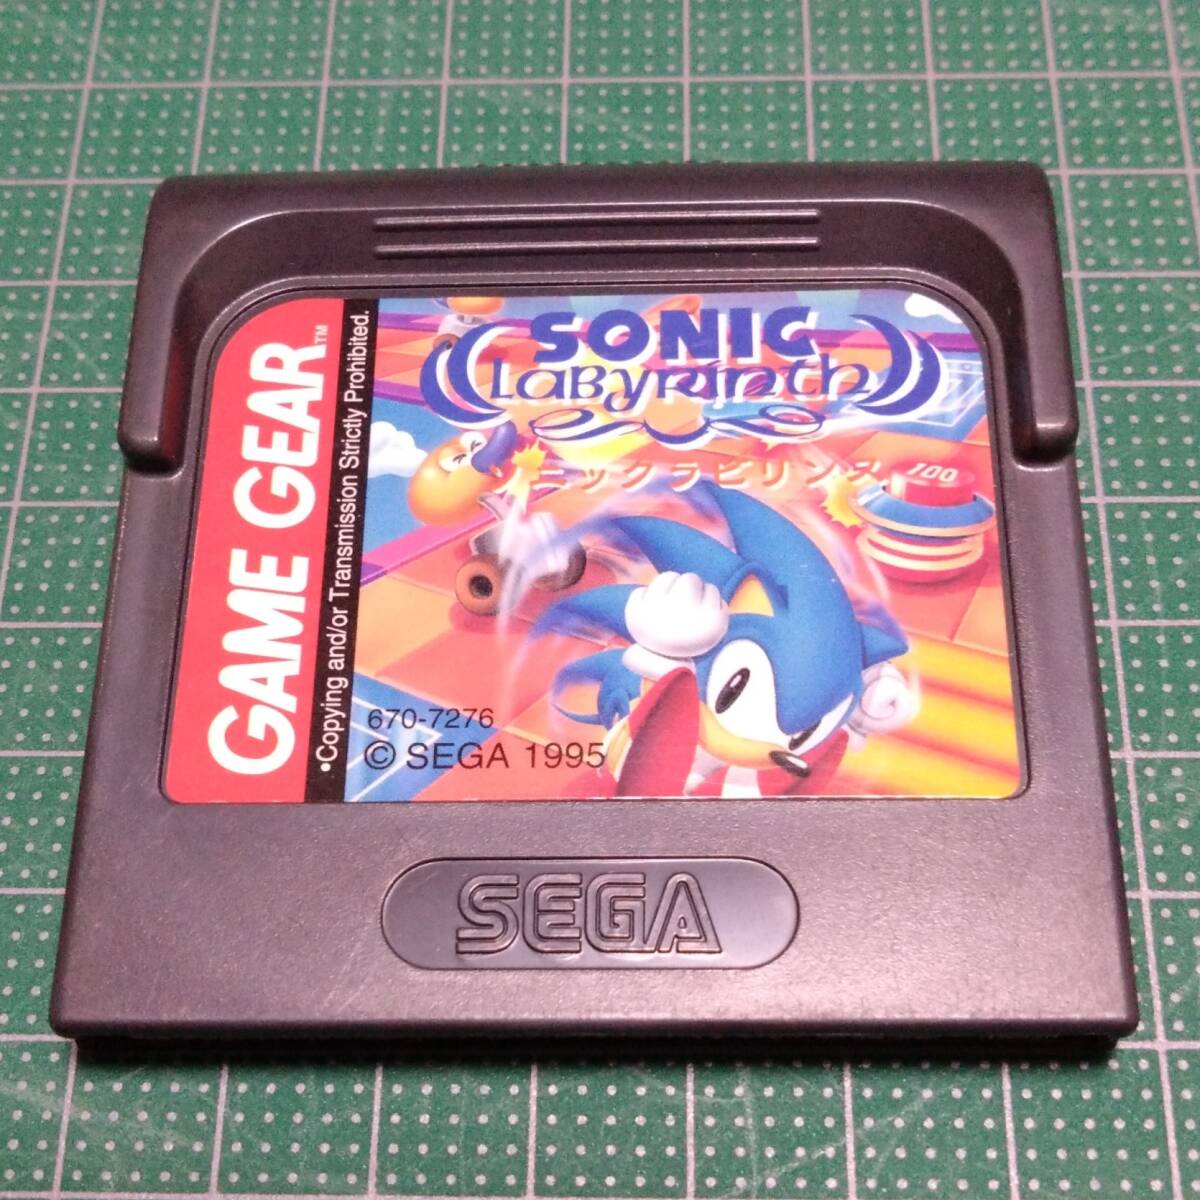 GAME GEAR™
•Copying and/or Transmission Strictly Prohibited.
SONIC
LABYRINTH
ソニックラビリンス
100
670-7276
© SEGA 1995
SEGA